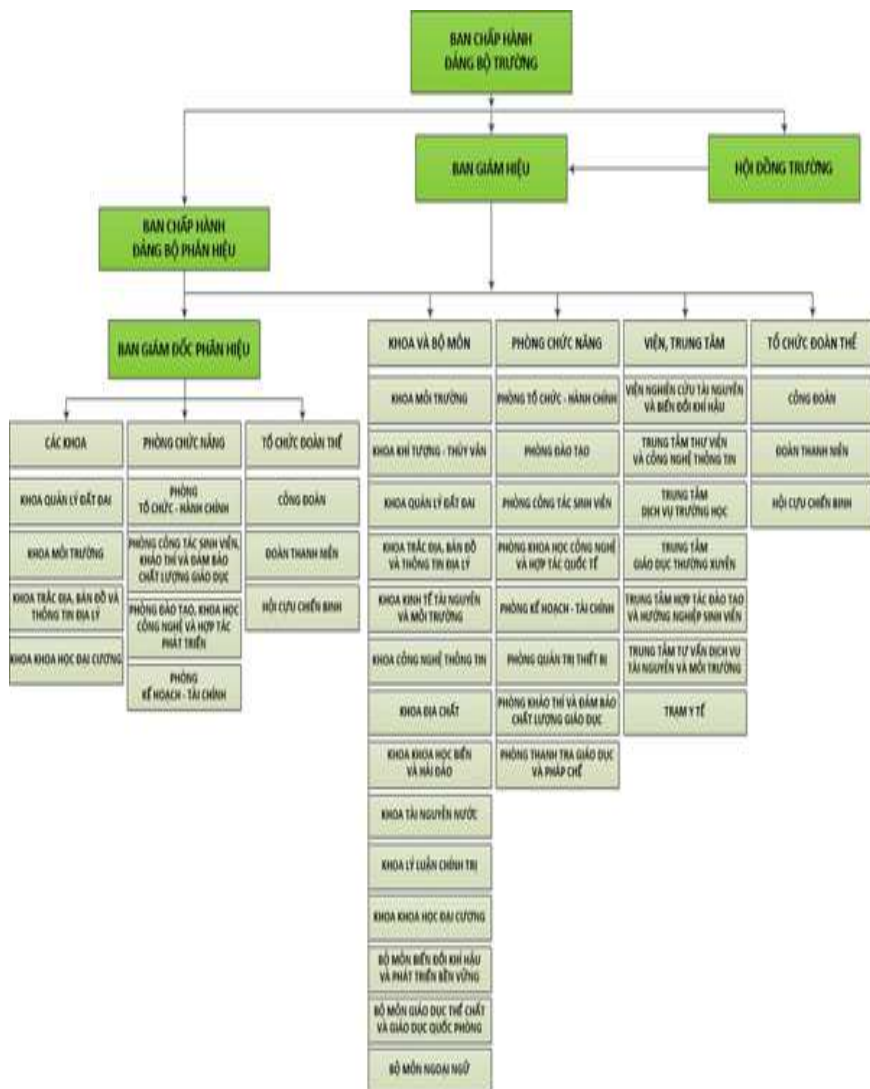 BAN CHẤP HÀNH
ĐẢNG BỘ TRƯỜNG
BAN GIÁM HIỆU
HỘI ĐỒNG TRƯỜNG
BAN CHẤP HÀNH
ĐẢNG BỘ PHÂN HIỆU
BAN GIÁM ĐỐC PHÂN HIỆU
CÁC KHOA
KHOA QUẢN LÝ ĐẤT ĐAI
KHOA MÔI TRƯỜNG
KHOA TRẮC ĐỊA, BẢN ĐỒ VÀ
THÔNG TIN ĐỊA LÝ
KHOA KHOA HỌC ĐẠI CƯƠNG
PHÒNG CHỨC NĂNG
PHÒNG
TỔ CHỨC - HÀNH CHÍNH
PHÒNG CÔNG TÁC SINH VIÊN,
KHẢO THÍ VÀ ĐẢM BẢO
CHẤT LƯỢNG GIÁO DỤC
PHÒNG ĐÀO TẠO, KHOA HỌC
CÔNG NGHỆ VÀ HỢP TÁC
PHÁT TRIỂN
PHÒNG
KẾ HOẠCH - TÀI CHÍNH
TỔ CHỨC ĐOÀN THỂ
CÔNG ĐOÀN
ĐOÀN THANH NIÊN
HỘI CỰU CHIẾN BINH
KHOA VÀ BỘ MÔN
KHOA MÔI TRƯỜNG
KHOA KHÍ TƯỢNG - THỦY VĂN
KHOA QUẢN LÝ ĐẤT ĐAI
KHOA TRẮC ĐỊA, BẢN ĐỒ
VÀ THÔNG TIN ĐỊA LÝ
KHOA KINH TẾ TÀI NGUYÊN
VÀ MÔI TRƯỜNG
KHOA CÔNG NGHỆ THÔNG TIN
KHOA ĐỊA CHẤT
KHOA KHOA HỌC BIỂN
VÀ HẢI ĐẢO
KHOA TÀI NGUYÊN NƯỚC
KHOA LÝ LUẬN CHÍNH TRỊ
KHOA KHOA HỌC ĐẠI CƯƠNG
BỘ MÔN BIẾN ĐỔI KHÍ HẬU
VÀ PHÁT TRIỂN BỀN VỮNG
BỘ MÔN GIÁO DỤC THỂ CHẤT
VÀ GIÁO DỤC QUỐC PHÒNG
BỘ MÔN NGOẠI NGỮ
PHÒNG CHỨC NĂNG
PHÒNG TỔ CHỨC - HÀNH CHÍNH
PHÒNG ĐÀO TẠO
PHÒNG CÔNG TÁC SINH VIÊN
PHÒNG KHOA HỌC CÔNG NGHỆ
VÀ HỢP TÁC QUỐC TẾ
PHÒNG KẾ HOẠCH - TÀI CHÍNH
PHÒNG QUẢN TRỊ THIẾT BỊ
PHÒNG KHẢO THÍ VÀ ĐẢM BẢO
CHẤT LƯỢNG GIÁO DỤC
PHÒNG THANH TRA GIÁO DỤC
VÀ PHÁP CHẾ
VIỆN, TRUNG TÂM
VIỆN NGHIÊN CỨU TÀI NGUYÊN
VÀ BIẾN ĐỔI KHÍ HẬU
TRUNG TÂM THƯ VIỆN
VÀ CÔNG NGHỆ THÔNG TIN
TRUNG TÂM
DỊCH VỤ TRƯỜNG HỌC
TRUNG TÂM
GIÁO DỤC THƯỜNG XUYÊN
TRUNG TÂM HỢP TÁC ĐÀO TẠO
VÀ HƯỚNG NGHIỆP SINH VIÊN
TRUNG TÂM TƯ VẤN DỊCH VỤ
TÀI NGUYÊN VÀ MÔI TRƯỜNG
TRẠM Y TẾ
TỔ CHỨC ĐOÀN THỂ
CÔNG ĐOÀN
ĐOÀN THANH NIÊN
HỘI CỰU CHIẾN BINH